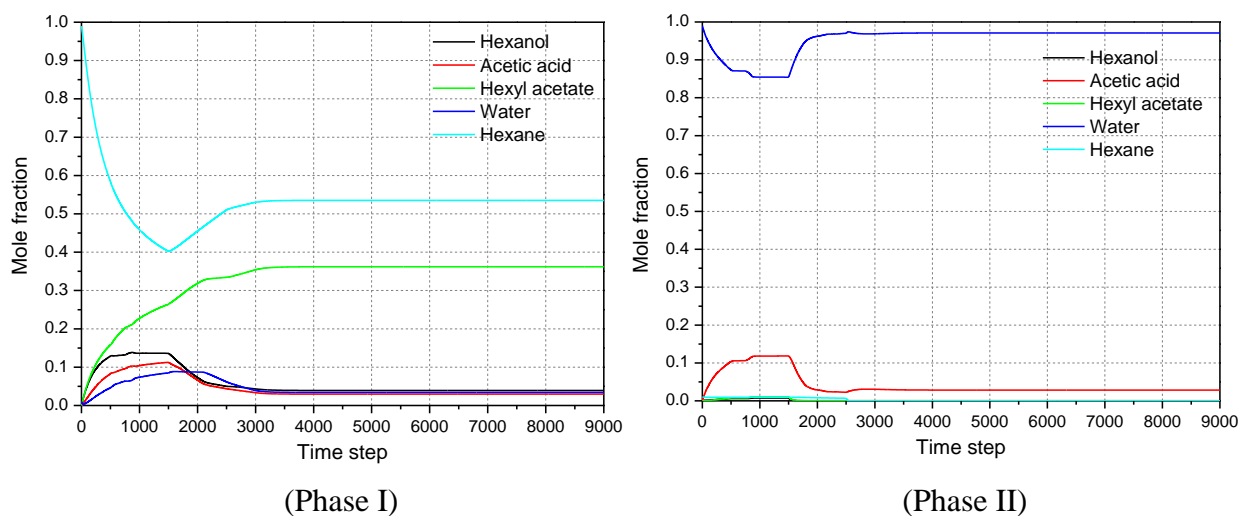 1.0
0.9
0.8
0.7
0.6
0.5
0.4
0.3
0.2
0.1
0.0
Mole fraction
Hexanol
Acetic acid
Hexyl acetate
Water
Hexane
0 1000 2000 3000 4000 5000 6000 7000 8000 9000
Time step
(Phase I)
1.0
0.9
0.8
0.7
0.6
0.5
0.4
0.3
0.2
0.1
0.0
Mole fraction
Hexanol
Acetic acid
Hexyl acetate
Water
Hexane
0 1000 2000 3000 4000 5000 6000 7000 8000 9000
Time step
(Phase II)